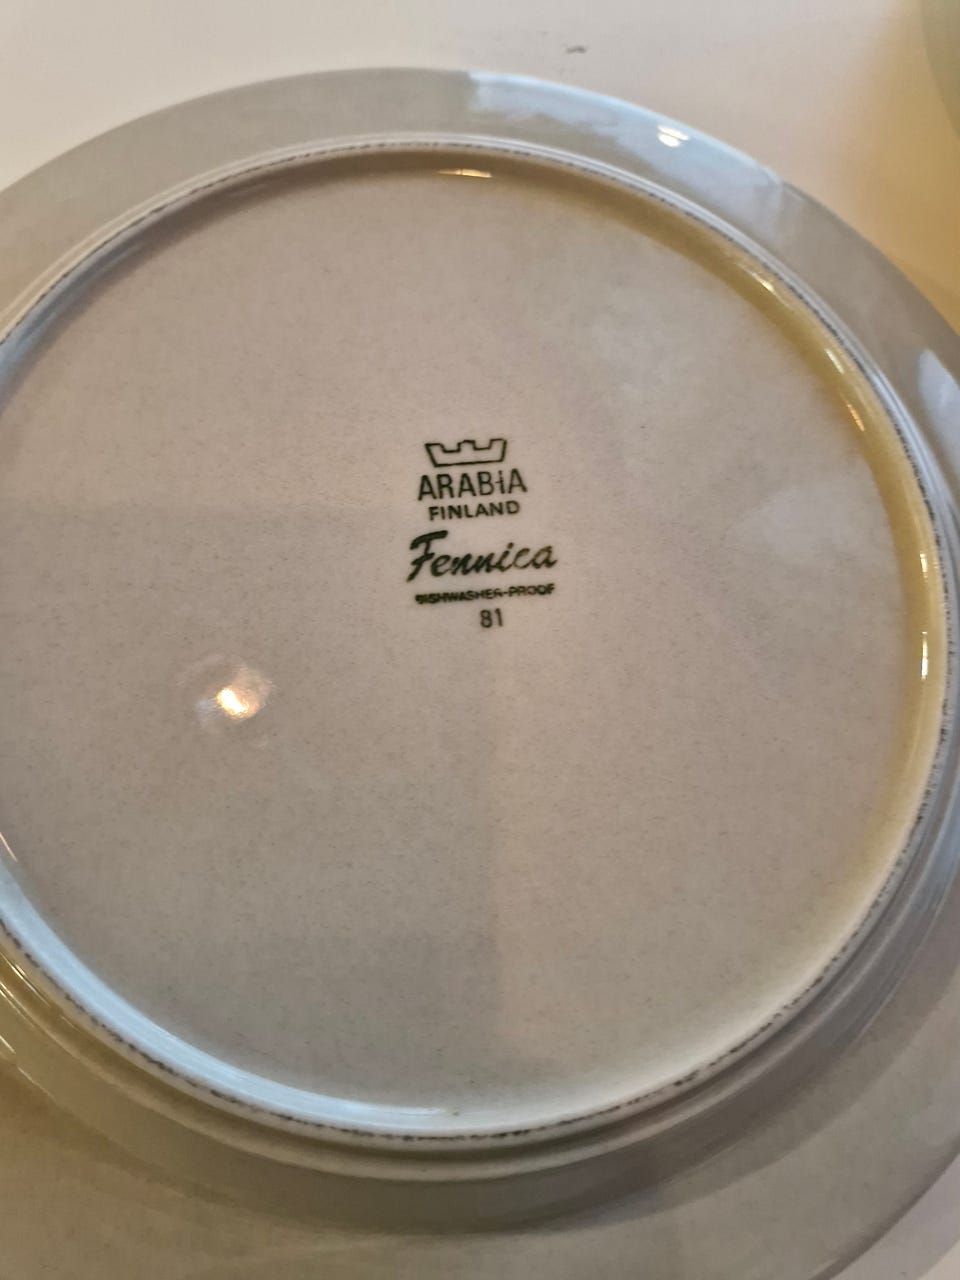 ARABIA
FINLAND
Fennica
DISHWASHER-PROOF
81